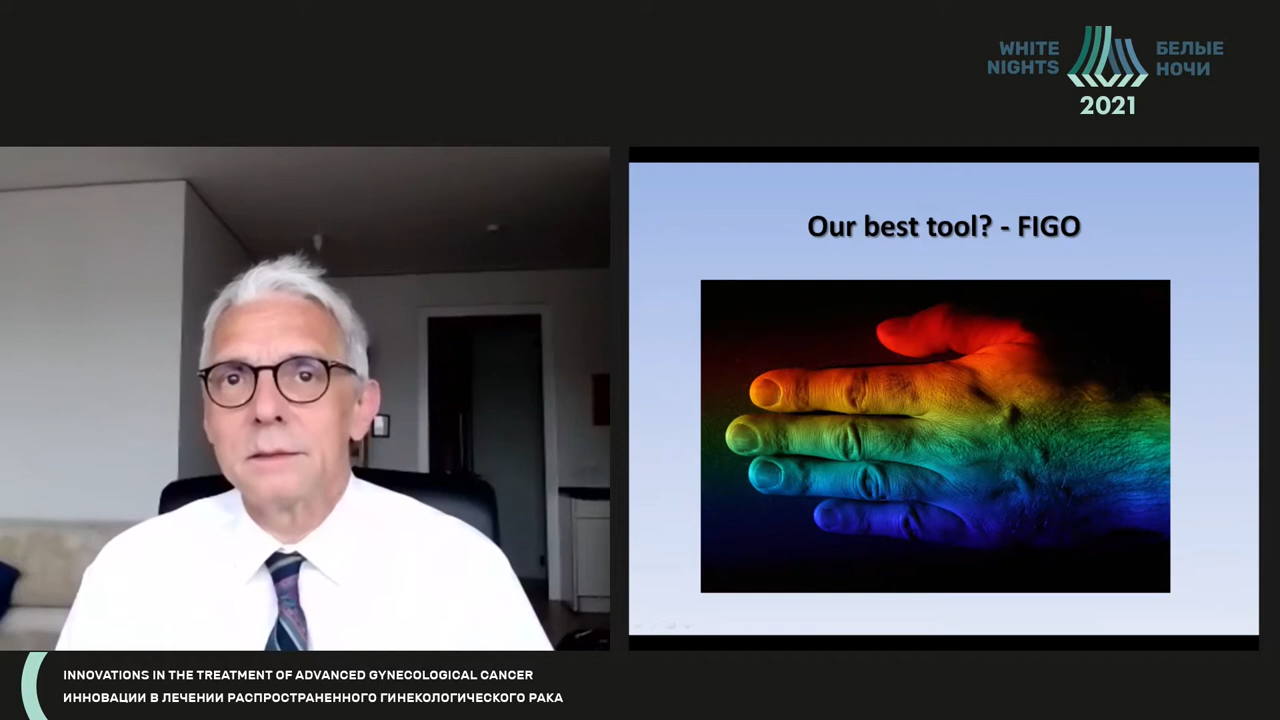 WHITE
NIGHTS
БЕЛЫЕ
НОЧИ
2021
Our best tool? - FIGO
INNOVATIONS IN THE TREATMENT OF ADVANCED GYNECOLOGICAL CANCER
ИННОВАЦИИ В ЛЕЧЕНИИ РАСПРОСТРАНЕННОГО ГИНЕКОЛОГИЧЕСКОГО РАКА